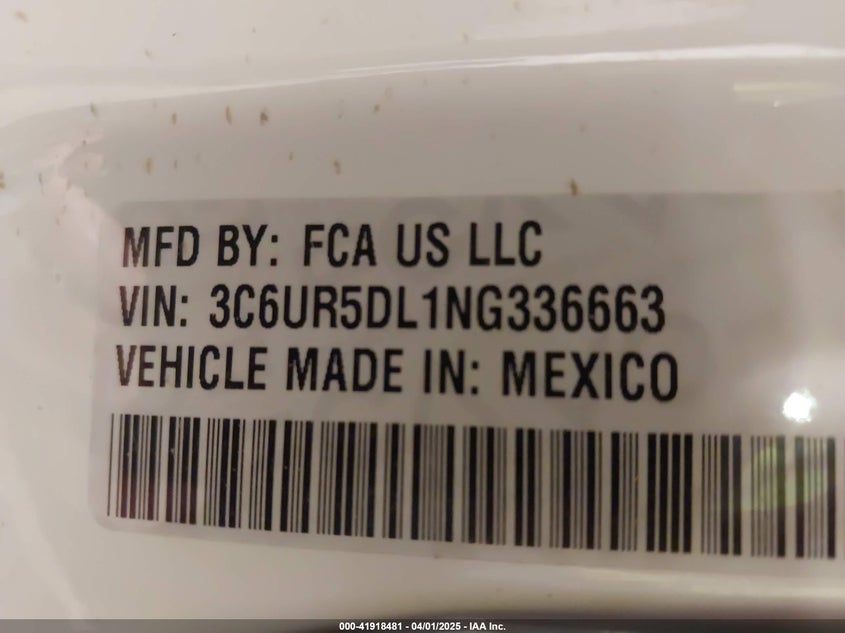 MFD BY: FCA US LLC
VIN: 3C6UR5DL1NG336663
VEHICLE MADE IN: MEXICO
000-41918481 - 04/01/2025 - IAA Inc.